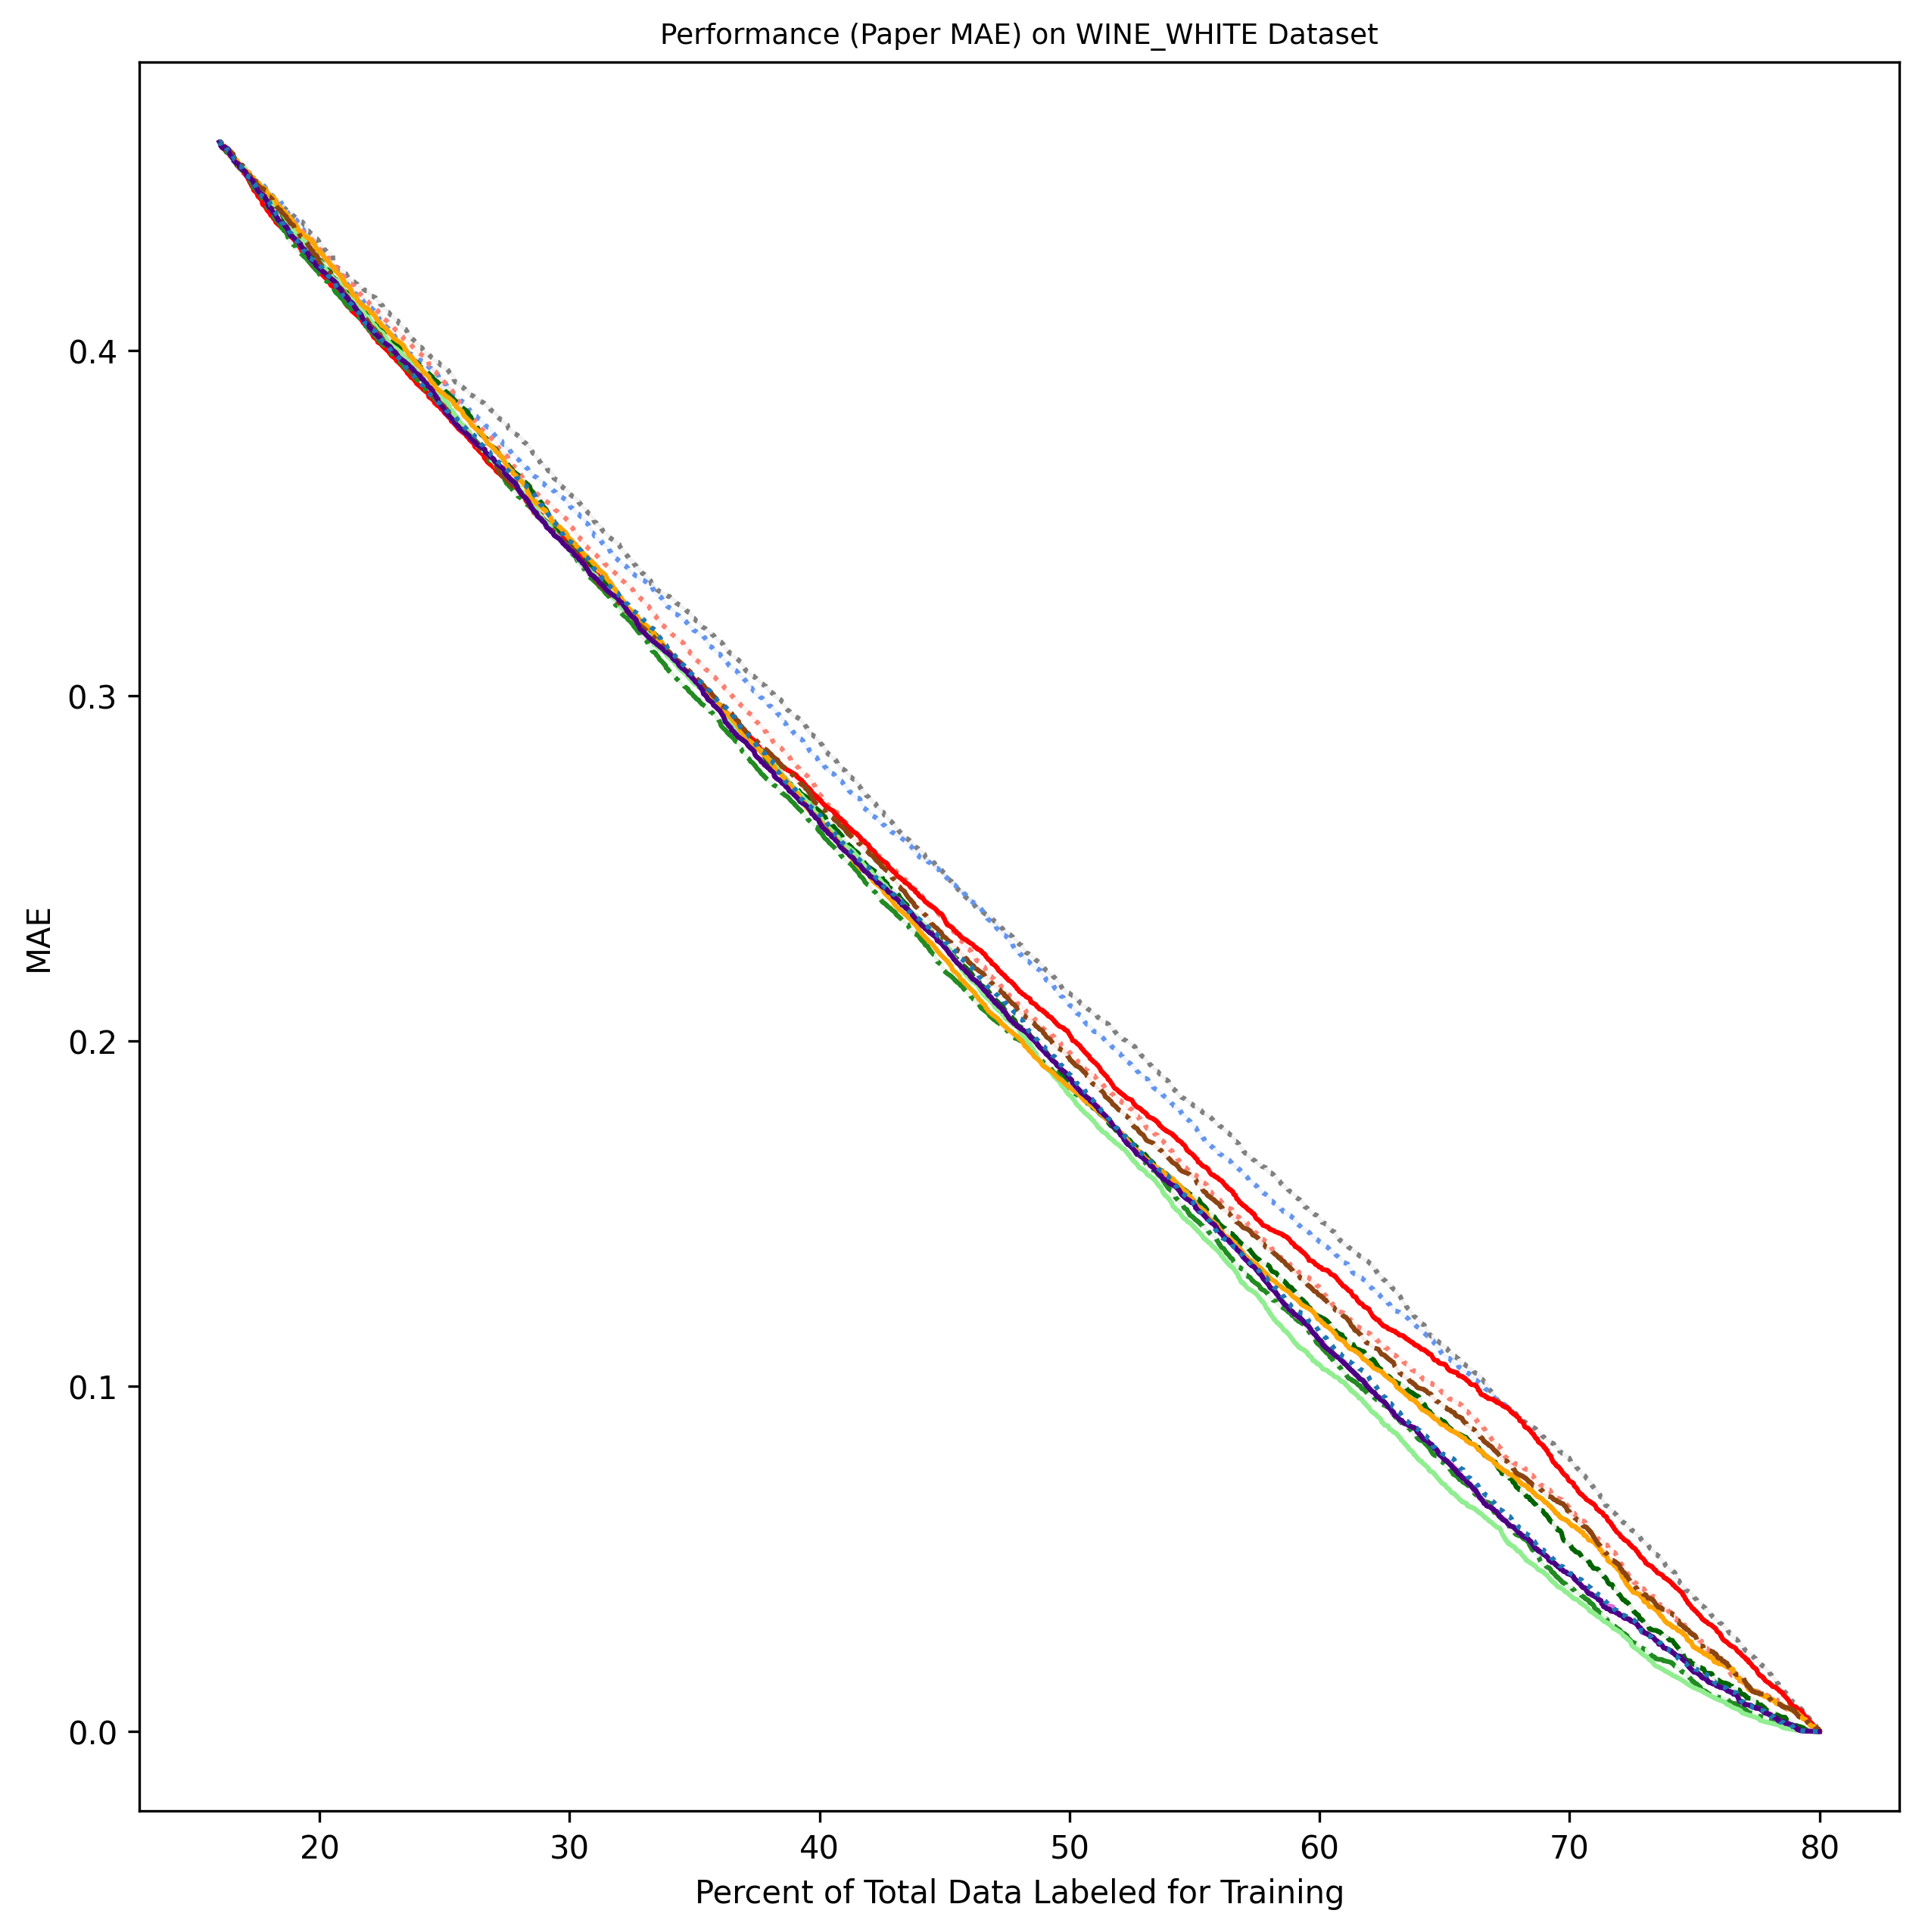 Performance (Paper MAE) on WINE_WHITE Dataset
0.4
0.3
0.2
0.1
0.0
MAE
20 30 40 50 60 70 80
Percent of Total Data Labeled for Training